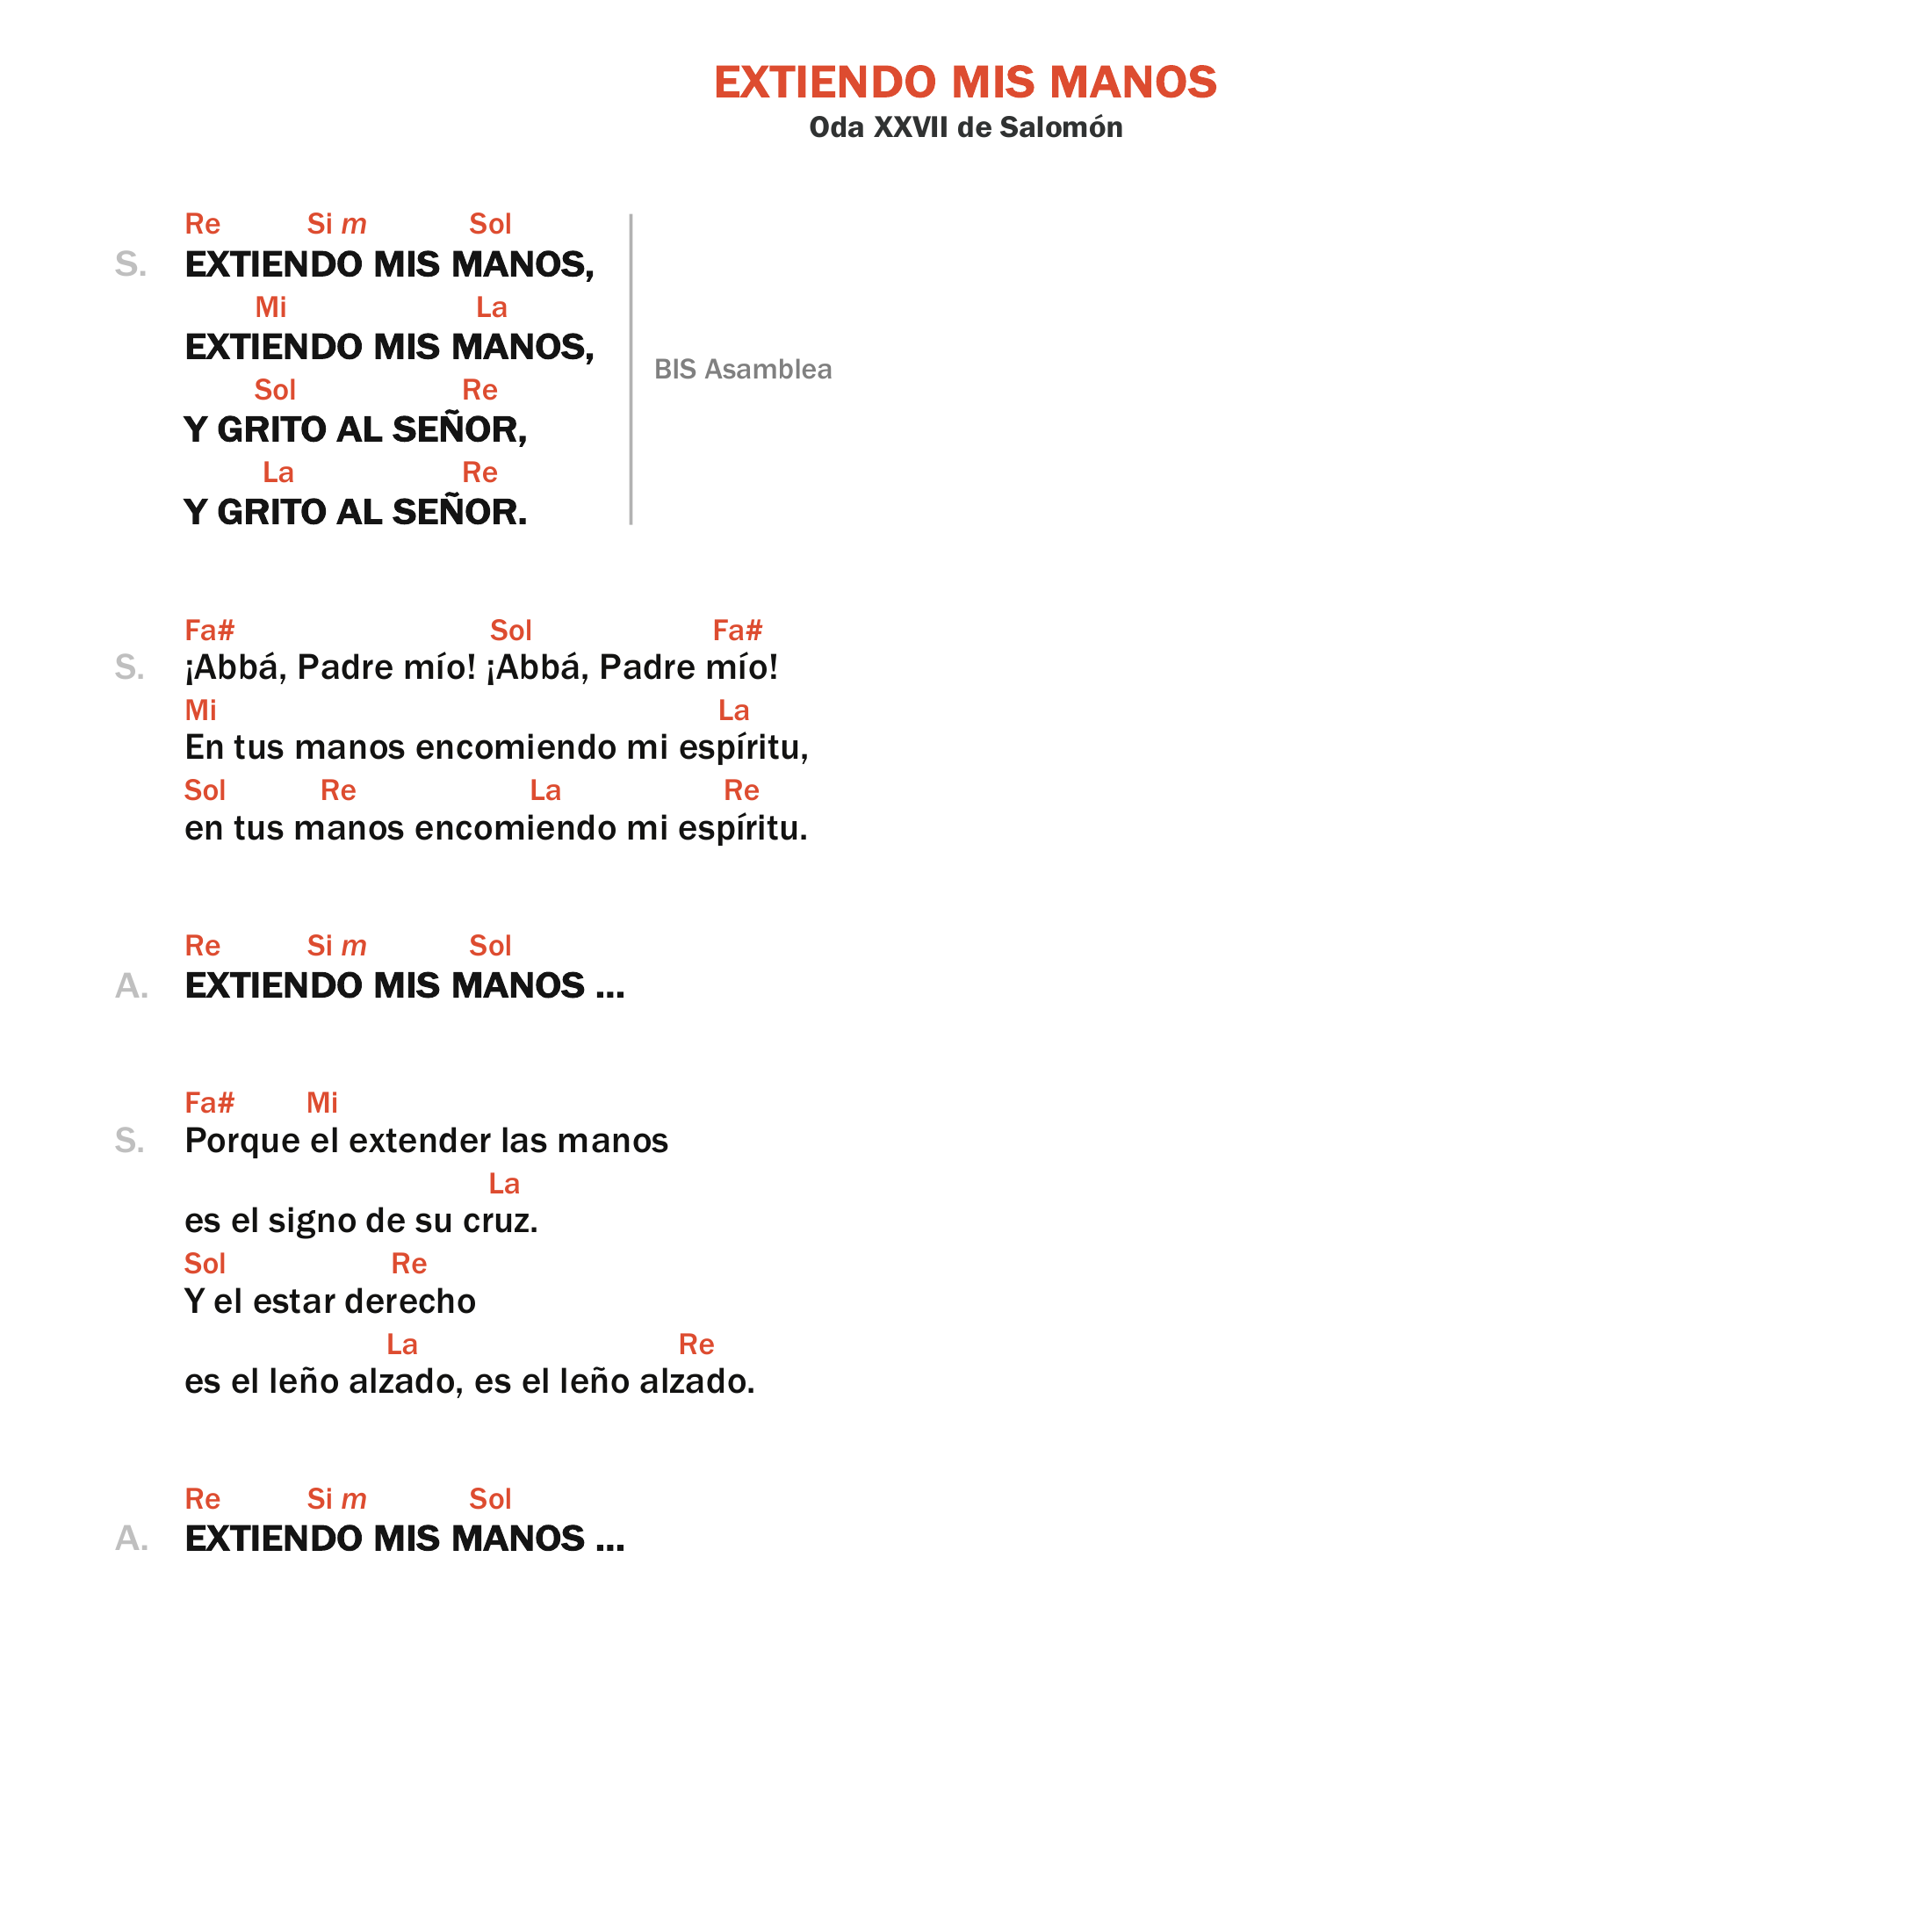 EXTIENDO MIS MANOS
Oda XXVII de Salomón
Re Si m Sol
S. EXTIENDO MIS MANOS,
Mi La
EXTIENDO MIS MANOS,
BIS Asamblea
Sol Re
Y GRITO AL SEÑOR,
La Re
Y GRITO AL SEÑOR.
Fa# Sol Fa#
S. ¡Abbá, Padre mío! ¡Abbá, Padre mío!
Mi La
En tus manos encomiendo mi espíritu,
Sol Re La Re
en tus manos encomiendo mi espíritu.
Re Si m Sol
A. EXTIENDO MIS MANOS ...
Fa# Mi
S. Porque el extender las manos
La
es el signo de su cruz.
Sol Re
Y el estar derecho
La Re
es el leño alzado, es el leño alzado.
Re Si m Sol
A. EXTIENDO MIS MANOS ...